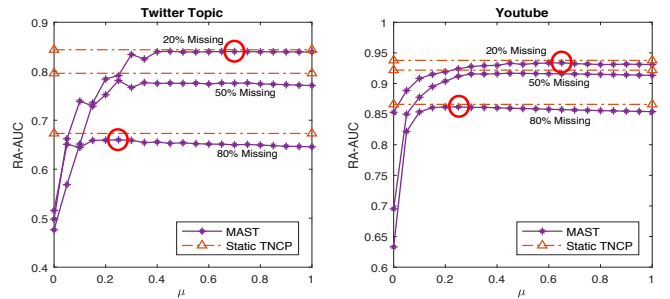 Twitter Topic
0.9
0.8
0.7
0.6
0.5
0.4
RA-AUC
20% Missing
50% Missing
80% Missing
MAST
Static TNCP
0 0.2 0.4 0.6 0.8 1
μ
Youtube
1
0.95
0.9
0.85
0.8
0.75
0.7
0.65
0.6
RA-AUC
20% Missing
50% Missing
80% Missing
MAST
Static TNCP
0 0.2 0.4 0.6 0.8 1
μ